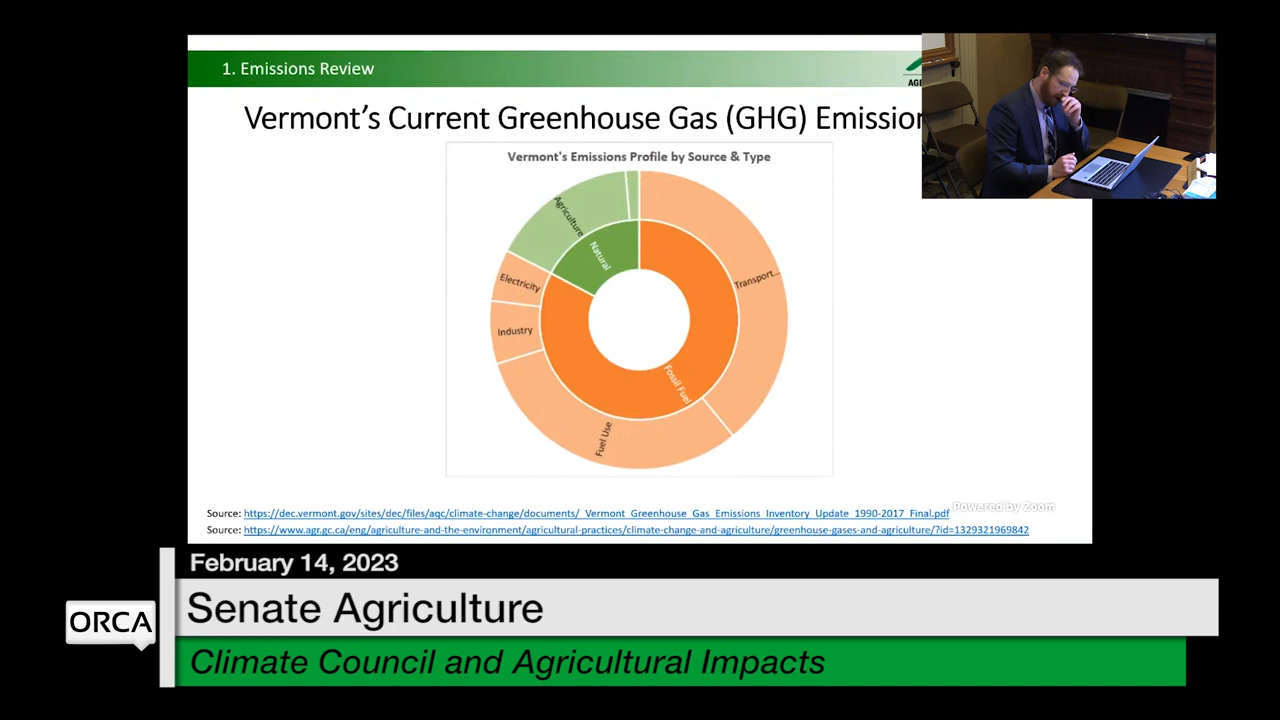 1. Emissions Review
Vermont's Current Greenhouse Gas (GHG) Emission
Vermont's Emissions Profile by Source & Type
Agriculture
Natural
Electricity
Transport...
Industry
Fossil Fuel
Fuel Use
Powered by Zoom
Source: https://dec.vermont.gov/sites/dec/files/aqc/climate-change/documents/_Vermont_Greenhouse_Gas_Emissions_Inventory_Update_1990-2017_Final.pdf
Source: https://www.agr.gc.ca/eng/agriculture-and-the-environment/agricultural-practices/climate-change-and-agriculture/greenhouse-gases-and-agriculture/?id=1329321969842
February 14, 2023
ORCA
Senate Agriculture
Climate Council and Agricultural Impacts